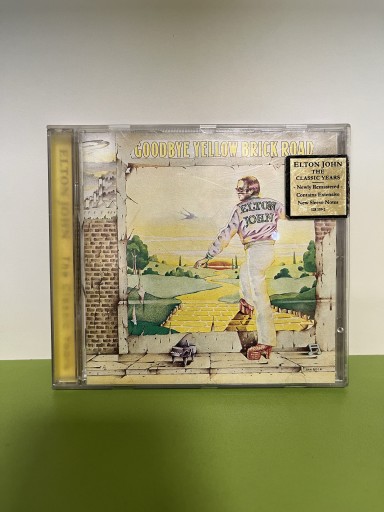 GOODBYE YELLOW BRICK ROAD
ELTON JOHN
THE
CLASSIC YEARS
Newly Remastered
Contains Extensive
New Sleeve Notes
ELTON
JOHN
ELTON JOHN